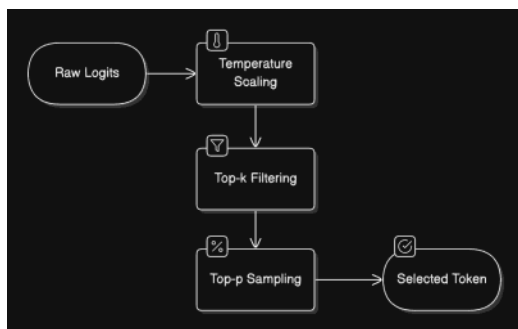 Raw Logits
Temperature
Scaling
Top-k Filtering
Top-p Sampling
Selected Token